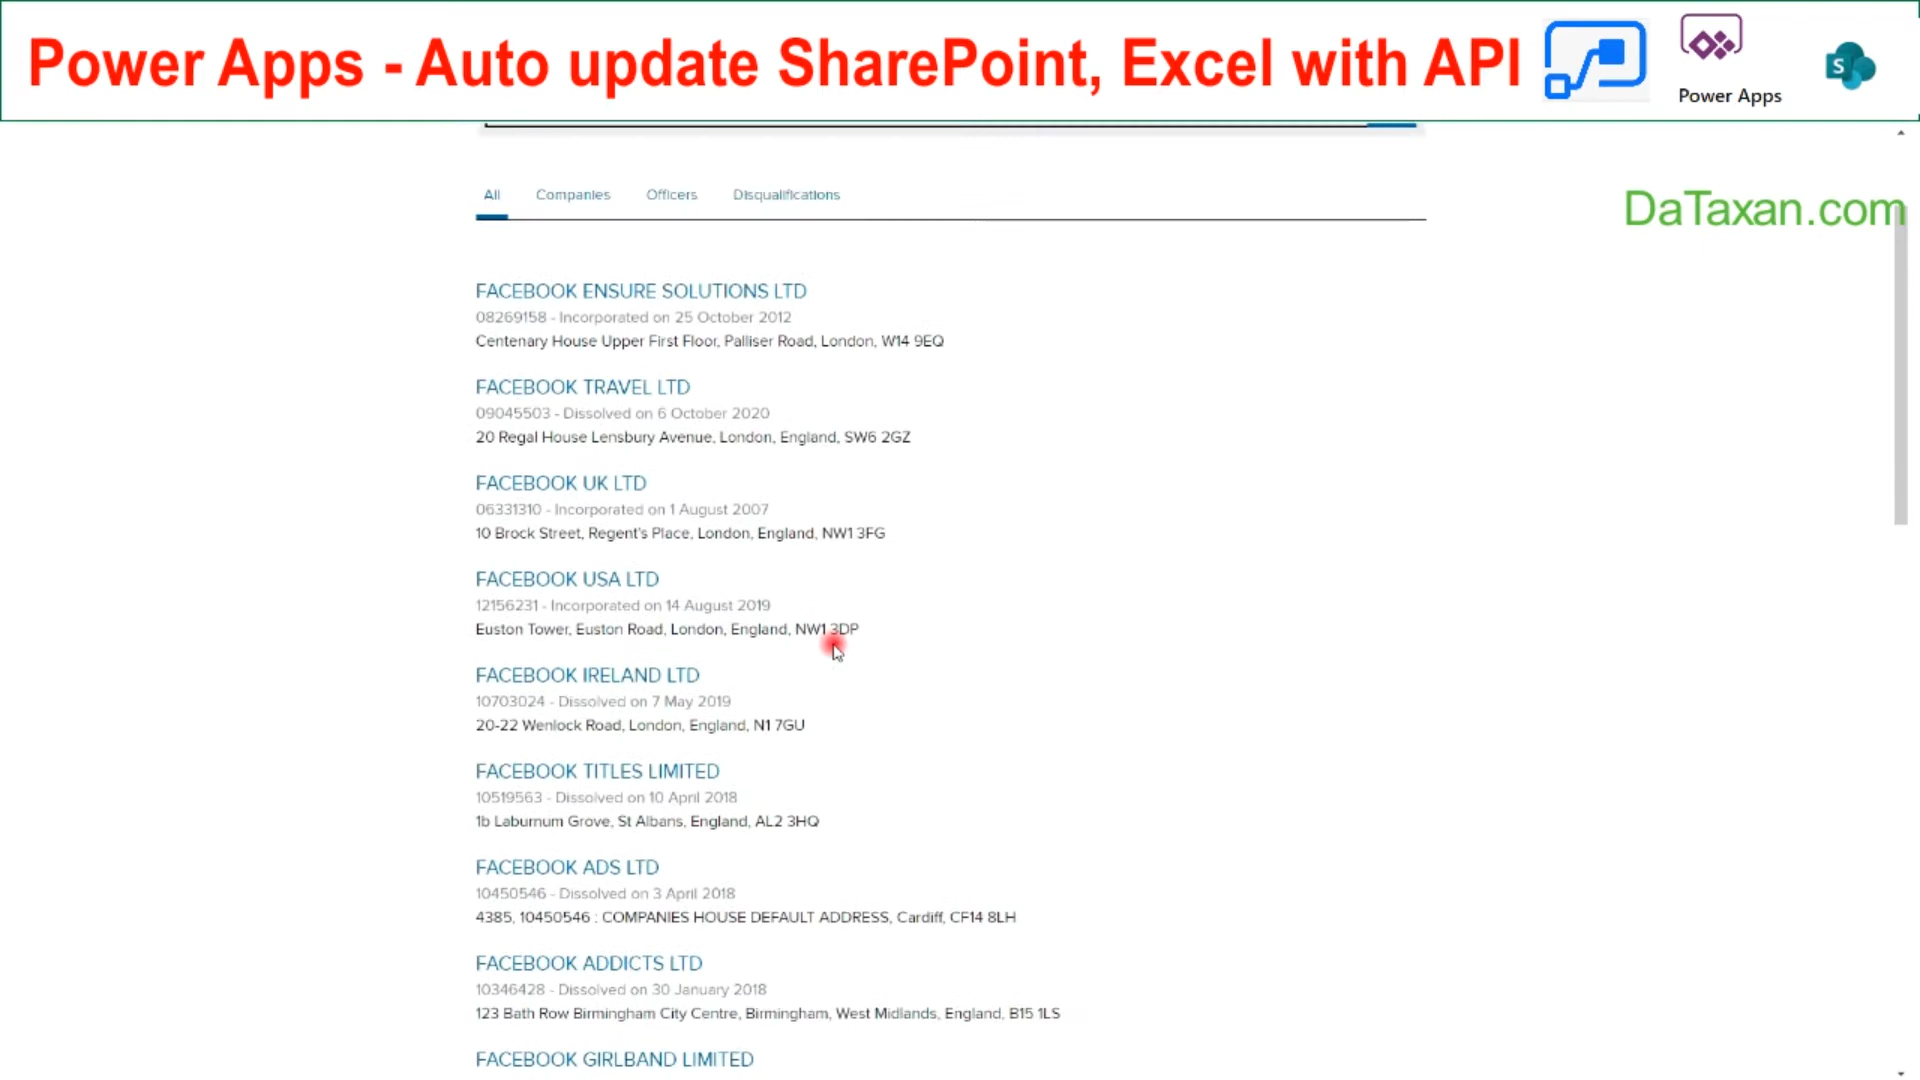 Power Apps - Auto update SharePoint, Excel with API
Power Apps
S
DaTaxan.com
All Companies Officers Disqualifications
FACEBOOK ENSURE SOLUTIONS LTD
08269158 - Incorporated on 25 October 2012
Centenary House Upper First Floor, Palliser Road, London, W14 9EQ
FACEBOOK TRAVEL LTD
09045503 - Dissolved on 6 October 2020
20 Regal House Lensbury Avenue, London, England, SW6 2GZ
FACEBOOK UK LTD
06331310 - Incorporated on 1 August 2007
10 Brock Street, Regent's Place, London, England, NW1 3FG
FACEBOOK USA LTD
12156231 - Incorporated on 14 August 2019
Euston Tower, Euston Road, London, England, NW1 3DP
FACEBOOK IRELAND LTD
10703024 - Dissolved on 7 May 2019
20-22 Wenlock Road, London, England, N1 7GU
FACEBOOK TITLES LIMITED
10519563 - Dissolved on 10 April 2018
1b Laburnum Grove, St Albans, England, AL2 3HQ
FACEBOOK ADS LTD
10450546 - Dissolved on 3 April 2018
4385, 10450546 : COMPANIES HOUSE DEFAULT ADDRESS, Cardiff, CF14 8LH
FACEBOOK ADDICTS LTD
10346428 - Dissolved on 30 January 2018
123 Bath Row Birmingham City Centre, Birmingham, West Midlands, England, B15 1LS
FACEBOOK GIRLBAND LIMITED